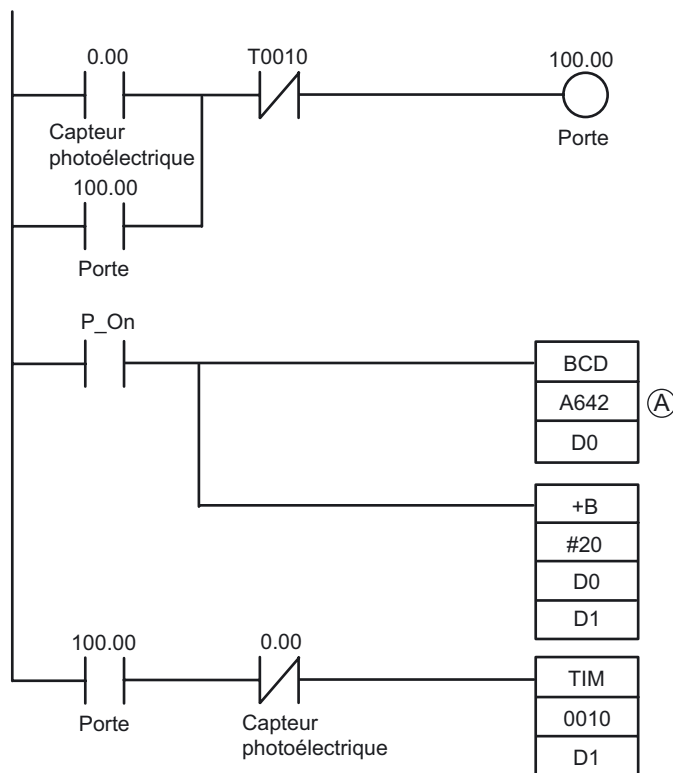 0.00
T0010
100.00
Capteur
photoélectrique
Porte
100.00
Porte
P_On
BCD
A642
A
D0
+B
#20
D0
D1
100.00
0.00
TIM
Porte
Capteur
photoélectrique
0010
D1